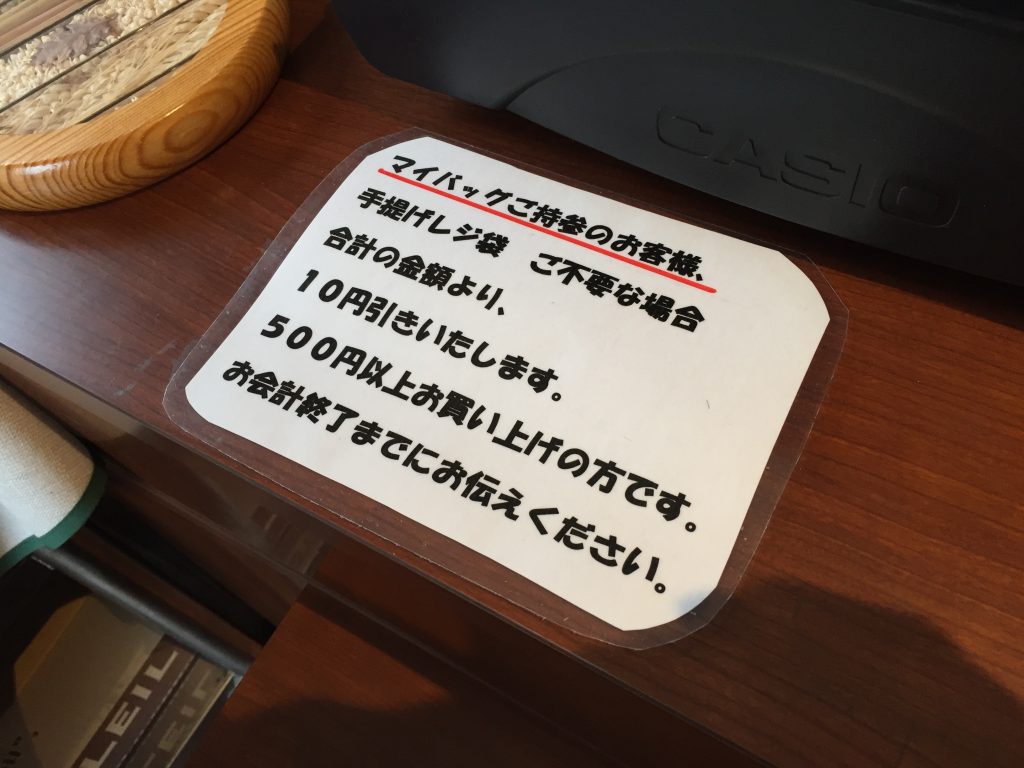 CASIO
マイバッグご持参のお客様、
手提げレジ袋　ご不要な場合
合計の金額より、
１０円引きいたします。
５００円以上お買い上げの方です。
お会計終了までにお伝えください。
LEIL